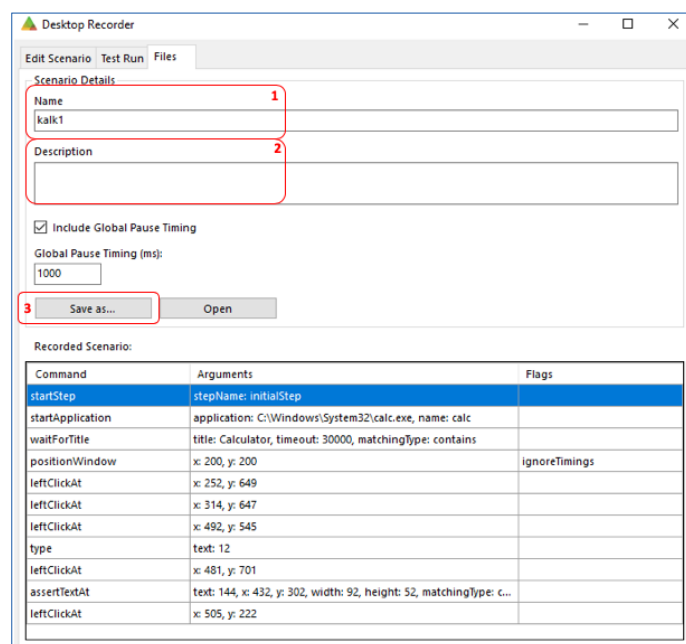 Desktop Recorder
Edit Scenario Test Run Files
Scenario Details
Name 1
kalk1
Description 2
Include Global Pause Timing
Global Pause Timing (ms):
1000
3 Save as... Open
Recorded Scenario:
Command Arguments Flags
startStep stepName: initialStep
startApplication application: C:\Windows\System32\calc.exe, name: calc
waitForTitle title: Calculator, timeout: 30000, matchingType: contains
positionWindow x: 200, y: 200 ignoreTimings
leftClickAt x: 252, y: 649
leftClickAt x: 314, y: 647
leftClickAt x: 492, y: 545
type text: 12
leftClickAt x: 481, y: 701
assertTextAt text: 144, x: 432, y: 302, width: 92, height: 52, matchingType: c...
leftClickAt x: 505, y: 222